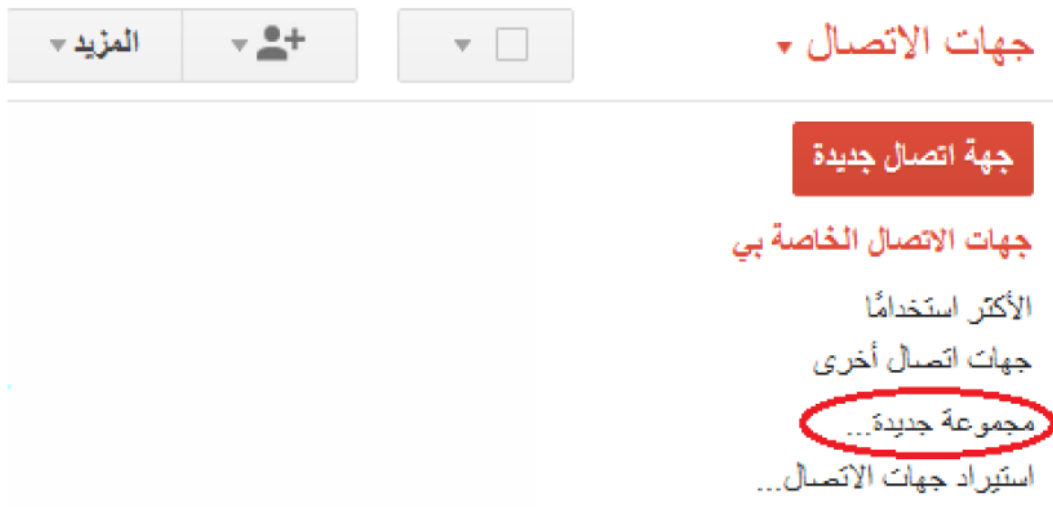 جهات الاتصال
المزيد
جهة اتصال جديدة
جهات الاتصال الخاصة بي
الأكثر استخدامًا
جهات اتصال أخرى
مجموعة جديدة...
استيراد جهات الاتصال...